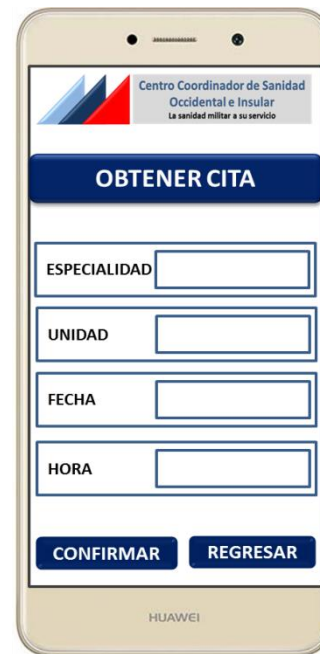 Centro Coordinador de Sanidad
Occidental e Insular
La sanidad militar a su servicio
OBTENER CITA
ESPECIALIDAD
UNIDAD
FECHA
HORA
CONFIRMAR
REGRESAR
HUAWEI